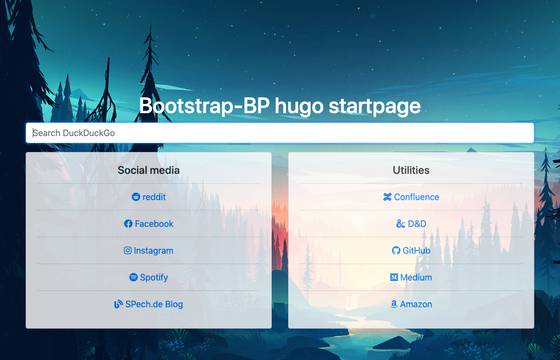 Bootstrap-BP hugo startpage
Search DuckDuckGo
Social media
reddit
Facebook
Instagram
Spotify
SPech.de Blog
Utilities
Confluence
D&D
GitHub
Medium
Amazon